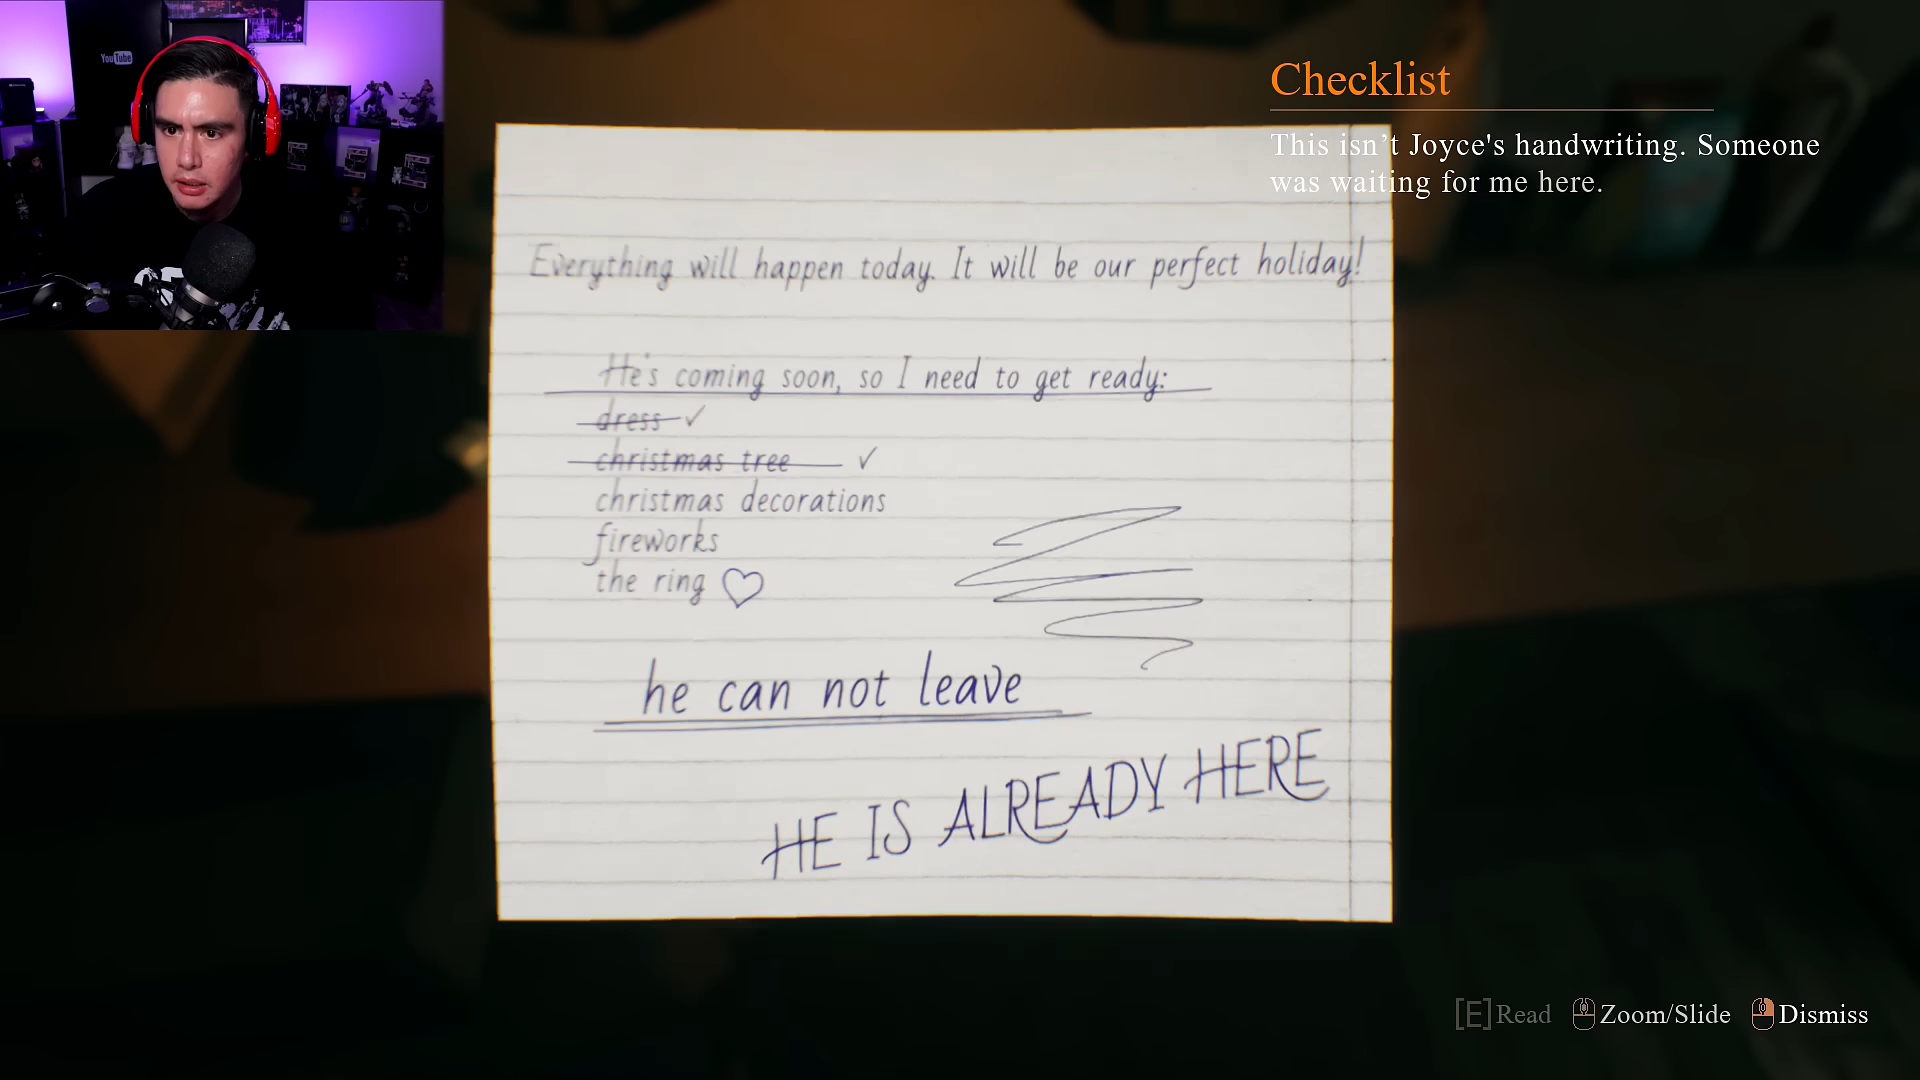 YouTube
Checklist
This isn't Joyce's handwriting. Someone
was waiting for me here.
Everything will happen today. It will be our perfect holiday!
He's coming soon, so I need to get ready:
dress ✓
christmas tree ✓
christmas decorations
fireworks
the ring ♡
he can not leave
HE IS ALREADY HERE
[E] Read Zoom/Slide Dismiss